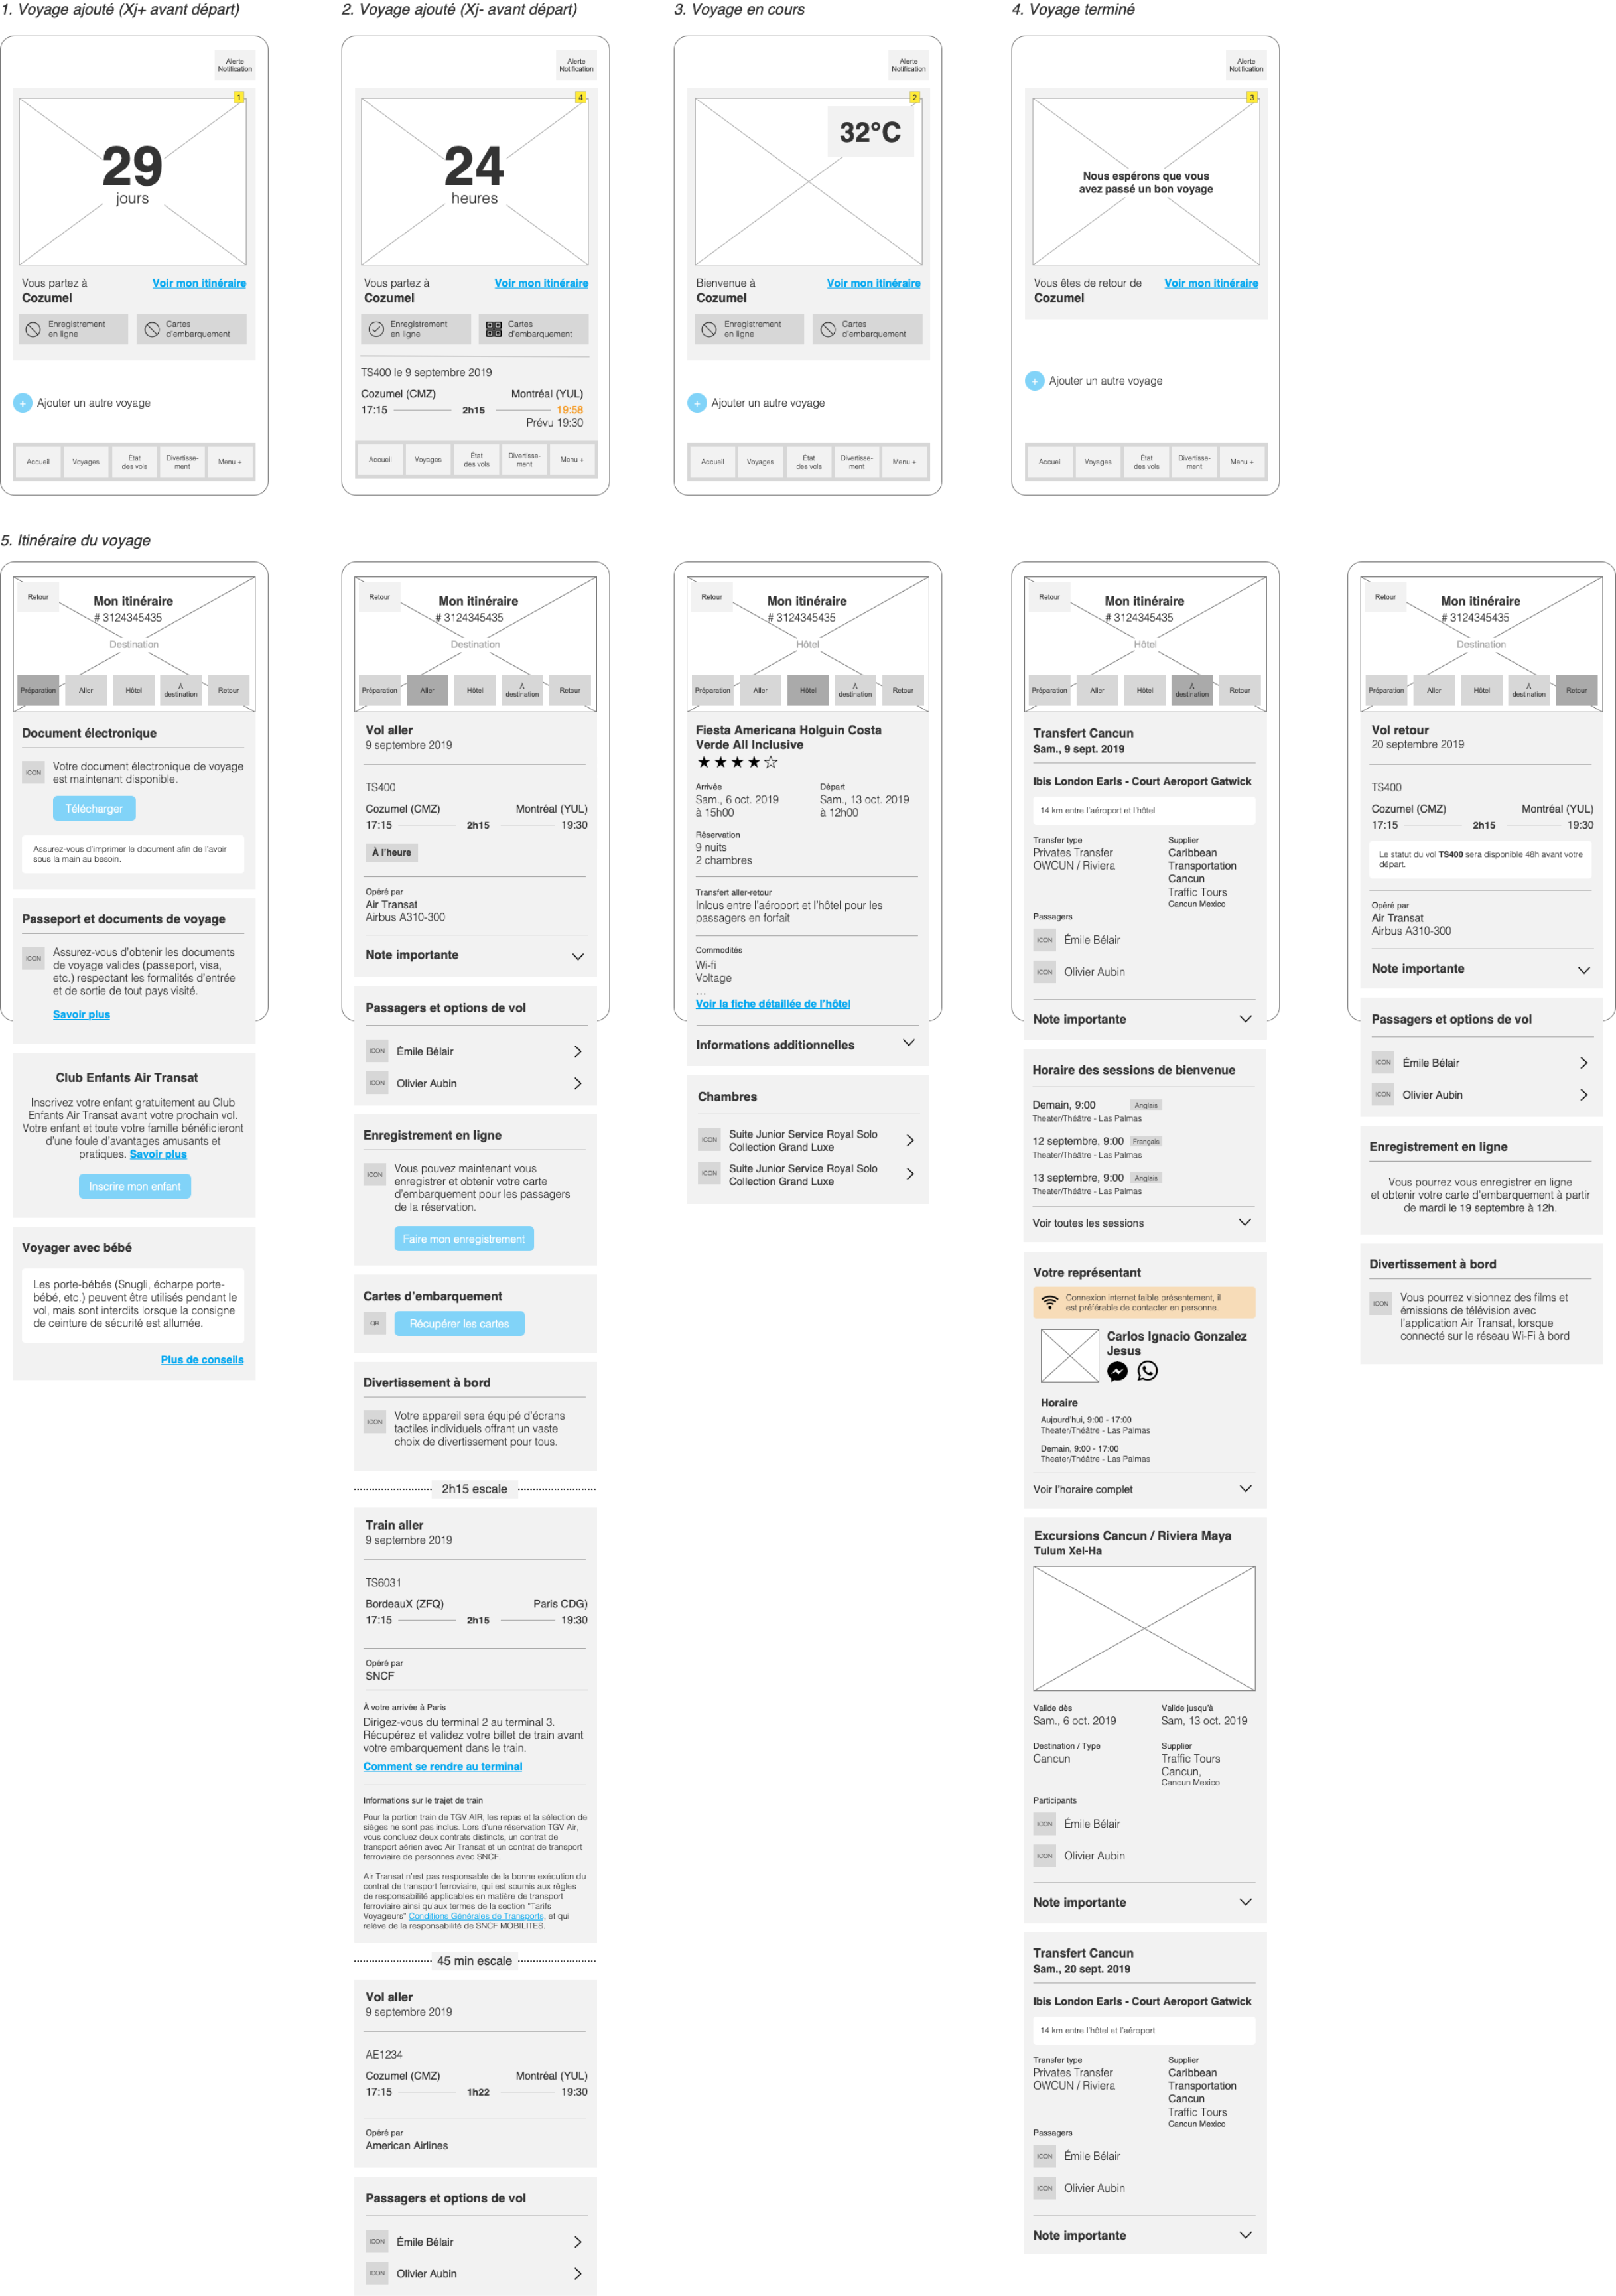 1. Voyage ajouté (Xj+ avant départ)
Alerte
Notification
1
29
jours
Vous partez à
Cozumel
Voir mon itinéraire
Enregistrement
en ligne
Cartes
d'embarquement
+ Ajouter un autre voyage
Accueil
Voyages
État
des vols
Divertisse-
ment
Menu +
2. Voyage ajouté (Xj- avant départ)
Alerte
Notification
4
24
heures
Vous partez à
Cozumel
Voir mon itinéraire
Enregistrement
en ligne
Cartes
d'embarquement
TS400 le 9 septembre 2019
Cozumel (CMZ) Montréal (YUL)
17:15 2h15 19:58
Prévu 19:30
Accueil
Voyages
État
des vols
Divertisse-
ment
Menu +
3. Voyage en cours
Alerte
Notification
2
32°C
Bienvenue à
Cozumel
Voir mon itinéraire
Enregistrement
en ligne
Cartes
d'embarquement
+ Ajouter un autre voyage
Accueil
Voyages
État
des vols
Divertisse-
ment
Menu +
4. Voyage terminé
Alerte
Notification
3
Nous espérons que vous
avez passé un bon voyage
Vous êtes de retour de
Cozumel
Voir mon itinéraire
+ Ajouter un autre voyage
Accueil
Voyages
État
des vols
Divertisse-
ment
Menu +
5. Itinéraire du voyage
Retour
Mon itinéraire
# 3124345435
Destination
Préparation
Aller
Hôtel
À
destination
Retour
Document électronique
ICON
Votre document électronique de voyage
est maintenant disponible.
Télécharger
Assurez-vous d'imprimer le document afin de l'avoir
sous la main au besoin.
Passeport et documents de voyage
ICON
Assurez-vous d'obtenir les documents
de voyage valides (passeport, visa,
etc.) respectant les formalités d'entrée
et de sortie de tout pays visité.
Savoir plus
Club Enfants Air Transat
Inscrivez votre enfant gratuitement au Club
Enfants Air Transat avant votre prochain vol.
Votre enfant et toute votre famille bénéficieront
d'une foule d'avantages amusants et
pratiques. Savoir plus
Inscrire mon enfant
Voyager avec bébé
Les porte-bébés (Snugli, écharpe porte-
bébé, etc.) peuvent être utilisés pendant le
vol, mais sont interdits lorsque la consigne
de ceinture de sécurité est allumée.
Plus de conseils
Retour
Mon itinéraire
# 3124345435
Destination
Préparation
Aller
Hôtel
À
destination
Retour
Vol aller
9 septembre 2019
TS400
Cozumel (CMZ) Montréal (YUL)
17:15 2h15 19:30
À l'heure
Opéré par
Air Transat
Airbus A310-300
Note importante
Passagers et options de vol
ICON Émile Bélair
ICON Olivier Aubin
Enregistrement en ligne
ICON
Vous pouvez maintenant vous
enregistrer et obtenir votre carte
d'embarquement pour les passagers
de la réservation.
Faire mon enregistrement
Cartes d'embarquement
QR
Récupérer les cartes
Divertissement à bord
ICON
Votre appareil sera équipé d'écrans
tactiles individuels offrant un vaste
choix de divertissement pour tous.
2h15 escale
Train aller
9 septembre 2019
TS6031
BordeauX (ZFQ) Paris CDG)
17:15 2h15 19:30
Opéré par
SNCF
À votre arrivée à Paris
Dirigez-vous du terminal 2 au terminal 3.
Récupérez et validez votre billet de train avant
votre embarquement dans le train.
Comment se rendre au terminal
Informations sur le trajet de train
Pour la portion train de TGV AIR, les repas et la sélection de
sièges ne sont pas inclus. Lors d'une réservation TGV Air,
vous concluez deux contrats distincts, un contrat de
transport aérien avec Air Transat et un contrat de transport
ferroviaire de personnes avec SNCF.
Air Transat n'est pas responsable de la bonne exécution du
contrat de transport ferroviaire, qui est soumis aux règles
de responsabilité applicables en matière de transport
ferroviaire ainsi qu'aux termes de la section "Tarifs
Voyageurs" Conditions Générales de Transports, et qui
relève de la responsabilité de SNCF MOBILITES.
45 min escale
Vol aller
9 septembre 2019
AE1234
Cozumel (CMZ) Montréal (YUL)
17:15 1h22 19:30
Opéré par
American Airlines
Passagers et options de vol
ICON Émile Bélair
ICON Olivier Aubin
Retour
Mon itinéraire
# 3124345435
Hôtel
Préparation
Aller
Hôtel
À
destination
Retour
Fiesta Americana Holguin Costa
Verde All Inclusive
Arrivée
Sam., 6 oct. 2019
à 15h00
Départ
Sam., 13 oct. 2019
à 12h00
Réservation
9 nuits
2 chambres
Transfert aller-retour
Inlcus entre l'aéroport et l'hôtel pour les
passagers en forfait
Commodités
Wi-fi
Voltage
...
Voir la fiche détaillée de l'hôtel
Informations additionnelles
Chambres
ICON
Suite Junior Service Royal Solo
Collection Grand Luxe
ICON
Suite Junior Service Royal Solo
Collection Grand Luxe
Retour
Mon itinéraire
# 3124345435
Hôtel
Préparation
Aller
Hôtel
À
destination
Retour
Transfert Cancun
Sam., 9 sept. 2019
Ibis London Earls - Court Aeroport Gatwick
14 km entre l'aéroport et l'hôtel
Transfer type
Privates Transfer
OWCUN / Riviera
Supplier
Caribbean
Transportation
Cancun
Traffic Tours
Cancun Mexico
Passagers
ICON Émile Bélair
ICON Olivier Aubin
Note importante
Horaire des sessions de bienvenue
Demain, 9:00 Anglais
Theater/Théâtre - Las Palmas
12 septembre, 9:00 Français
Theater/Théâtre - Las Palmas
13 septembre, 9:00 Anglais
Theater/Théâtre - Las Palmas
Voir toutes les sessions
Votre représentant
Connexion internet faible présentement, il
est préférable de contacter en personne.
Carlos Ignacio Gonzalez
Jesus
Horaire
Aujourd'hui, 9:00 - 17:00
Theater/Théâtre - Las Palmas
Demain, 9:00 - 17:00
Theater/Théâtre - Las Palmas
Voir l'horaire complet
Excursions Cancun / Riviera Maya
Tulum Xel-Ha
Valide dès
Sam., 6 oct. 2019
Valide jusqu'à
Sam, 13 oct. 2019
Destination / Type
Cancun
Supplier
Traffic Tours
Cancun,
Cancun Mexico
Participants
ICON Émile Bélair
ICON Olivier Aubin
Note importante
Transfert Cancun
Sam., 20 sept. 2019
Ibis London Earls - Court Aeroport Gatwick
14 km entre l'hôtel et l'aéroport
Transfer type
Privates Transfer
OWCUN / Riviera
Supplier
Caribbean
Transportation
Cancun
Traffic Tours
Cancun Mexico
Passagers
ICON Émile Bélair
ICON Olivier Aubin
Note importante
Retour
Mon itinéraire
# 3124345435
Destination
Préparation
Aller
Hôtel
À
destination
Retour
Vol retour
20 septembre 2019
TS400
Cozumel (CMZ) Montréal (YUL)
17:15 2h15 19:30
Le statut du vol TS400 sera disponible 48h avant votre
départ.
Opéré par
Air Transat
Airbus A310-300
Note importante
Passagers et options de vol
ICON Émile Bélair
ICON Olivier Aubin
Enregistrement en ligne
Vous pourrez vous enregistrer en ligne
et obtenir votre carte d'embarquement à partir
de mardi le 19 septembre à 12h.
Divertissement à bord
ICON
Vous pourrez visionnez des films et
émissions de télévision avec
l'application Air Transat, lorsque
connecté sur le réseau Wi-Fi à bord